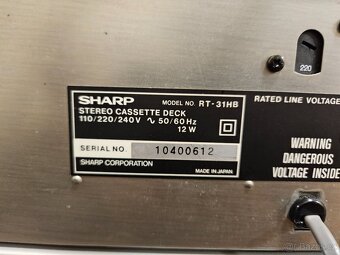 220
SHARP MODEL NO. RT-31HB
STEREO CASSETTE DECK
110/220/240V ∿ 50/60Hz
12 W
SERIAL NO. 10400612
SHARP CORPORATION MADE IN JAPAN
RATED LINE VOLTAGE
WARNING
DANGEROUS
VOLTAGE INSIDE